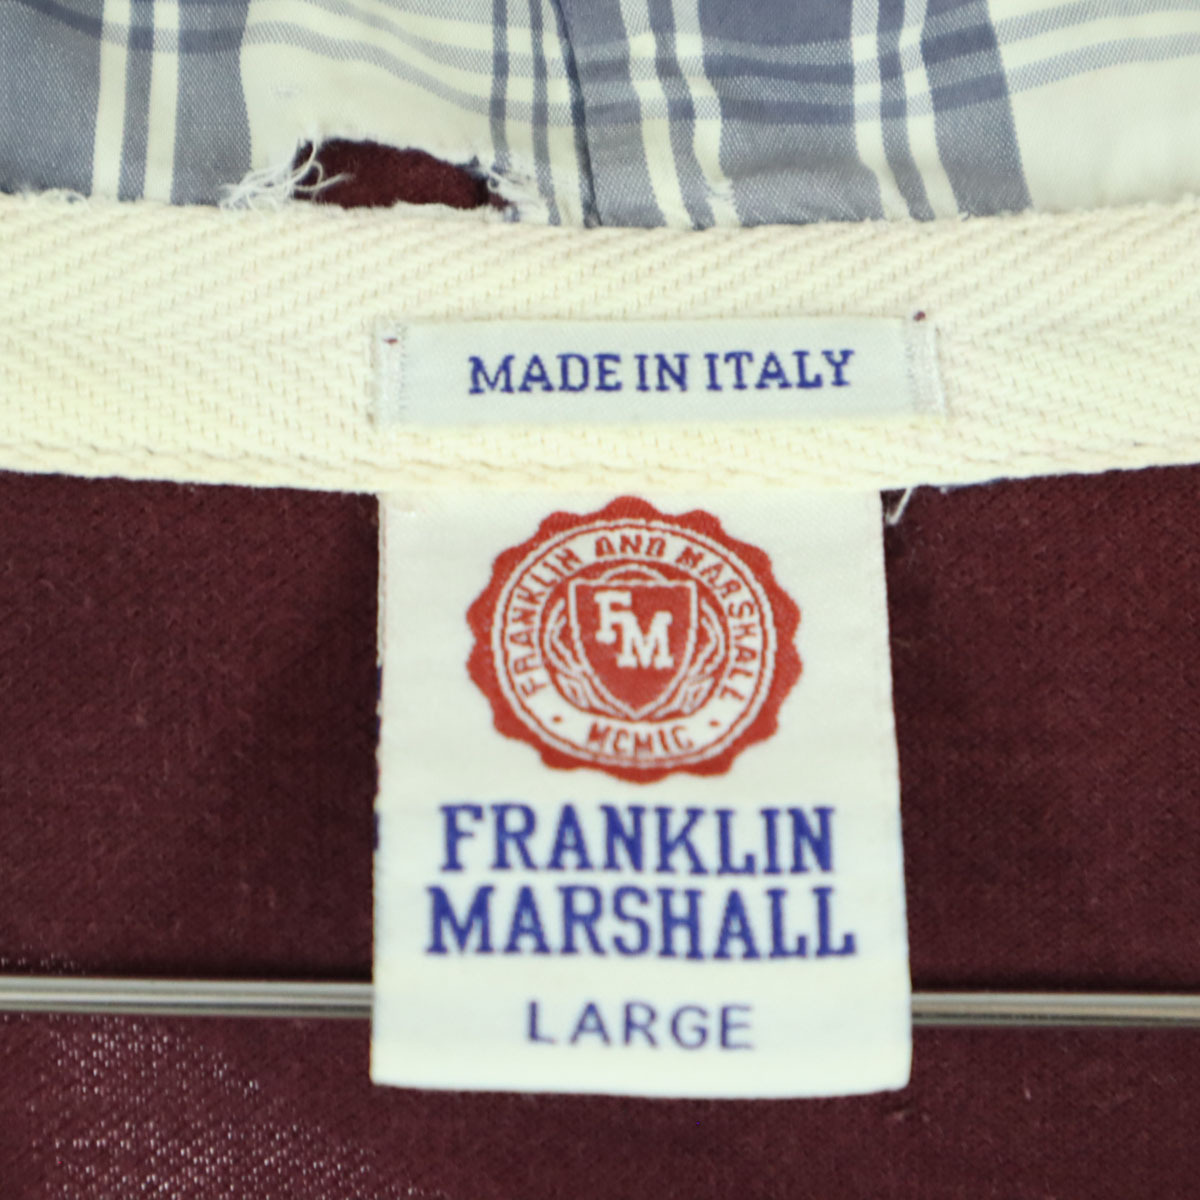 MADE IN ITALY
FRANKLIN AND MARSHALL
FM
· MCMIC ·
FRANKLIN
MARSHALL
LARGE